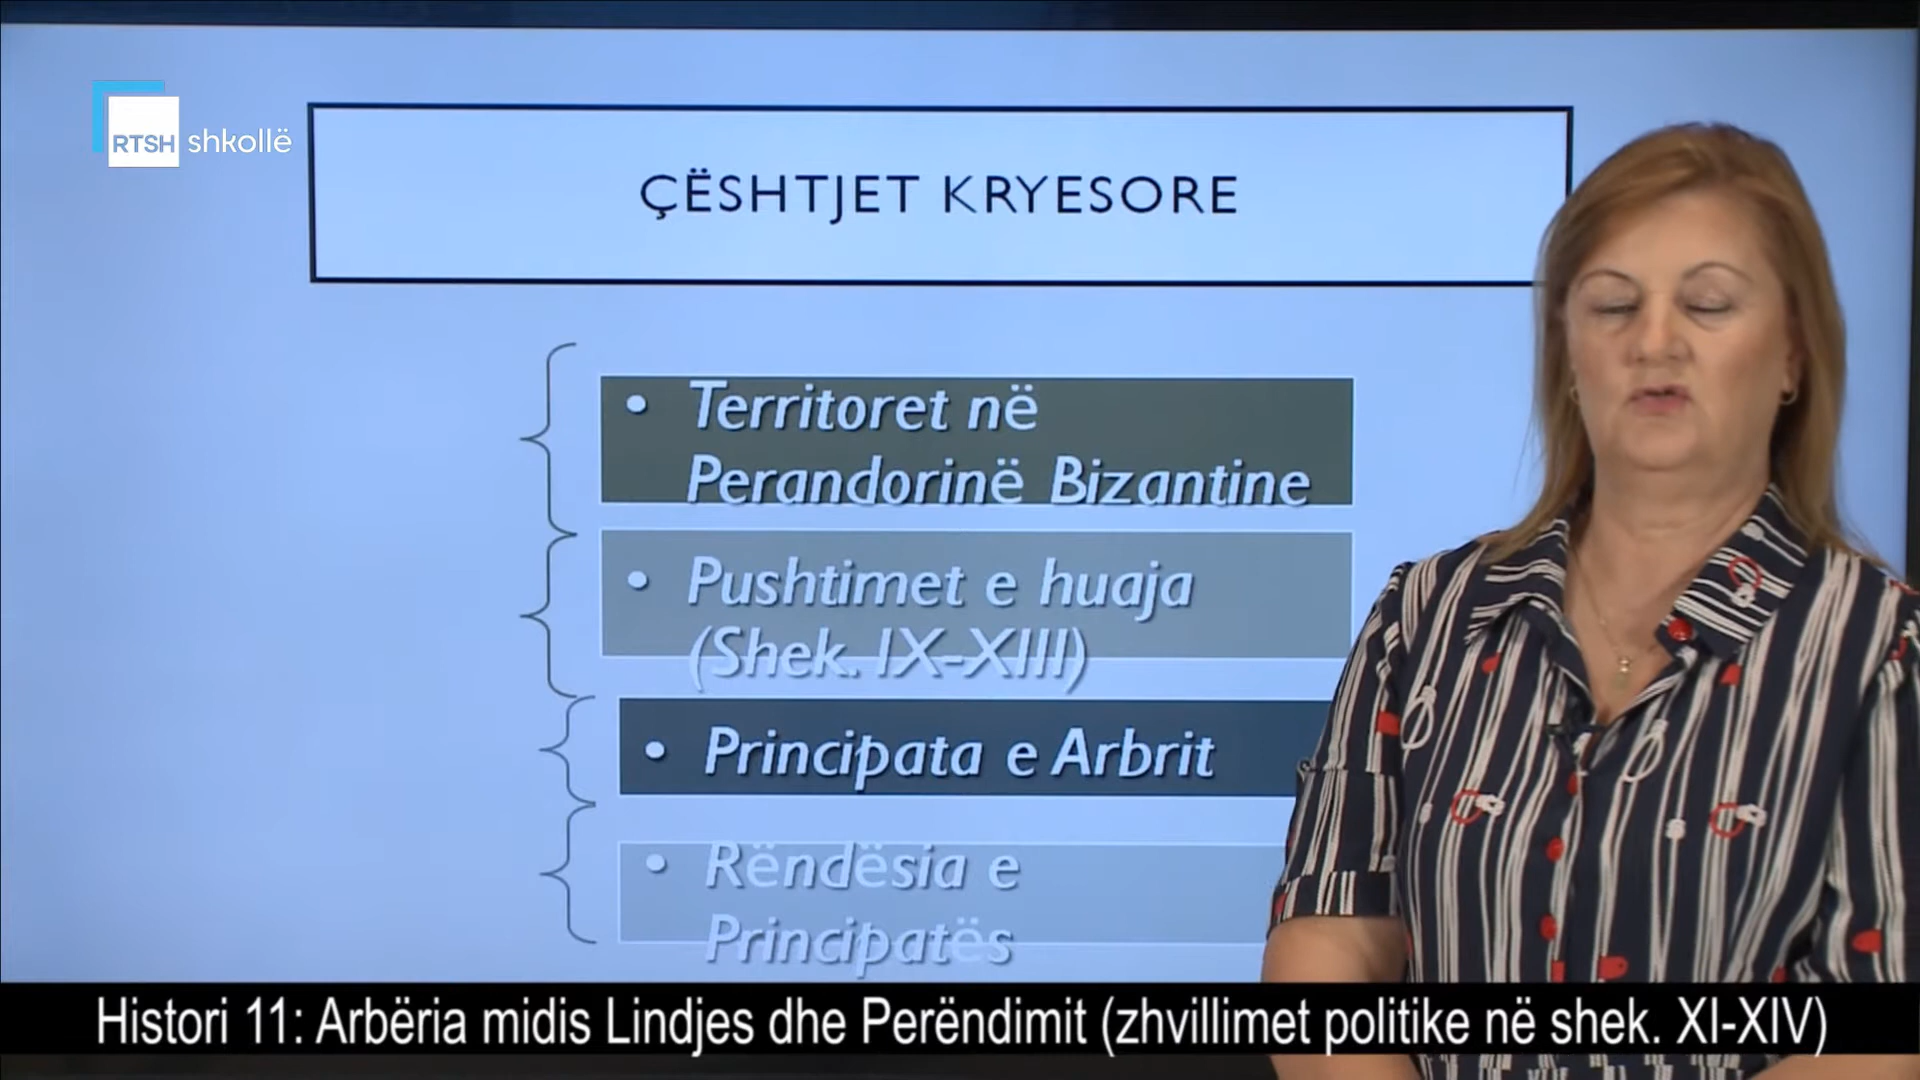 RTSH shkollë
ÇËSHTJET KRYESORE
• Territoret në
Perandorinë Bizantine
• Pushtimet e huaja
(Shek. IX-XIII)
• Principata e Arbrit
• Rëndësia e
Principatës
Histori 11: Arbëria midis Lindjes dhe Perëndimit (zhvillimet politike në shek. XI-XIV)